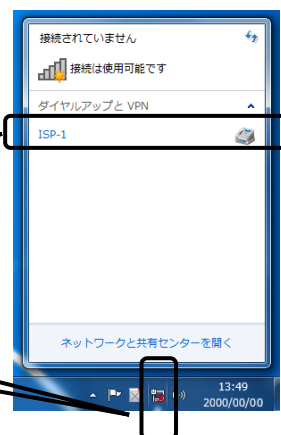 接続されていません
接続は使用可能です
ダイヤルアップと VPN
ISP-1
ネットワークと共有センターを開く
13:49
2000/00/00